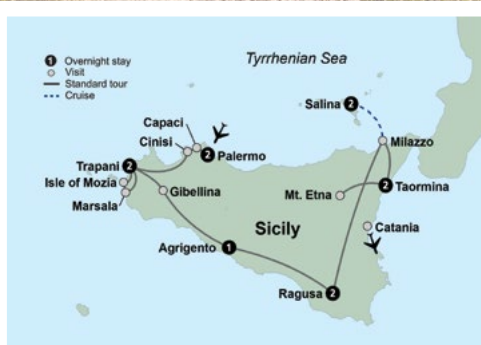 1 Overnight stay
Visit
Standard tour
Cruise
Tyrrhenian Sea
Salina 2
Capaci
Cinisi
2 Palermo
Milazzo
Trapani 2
Isle of Mozia
Marsala
Gibellina
Mt. Etna
2 Taormina
Sicily
Catania
Agrigento 1
Ragusa 2